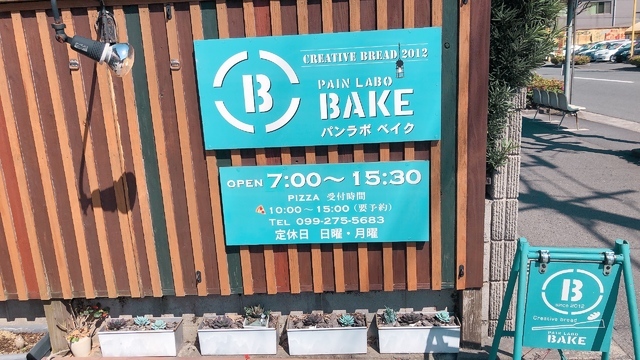 CREATIVE BREAD 2012
B
PAIN LABO
BAKE
パンラボ ベイク
OPEN 7:00〜15:30
PIZZA 受付時間
10:00〜15:00(要予約)
TEL 099-275-5683
定休日 日曜・月曜
B
since 2012
Creative bread
PAIN LABO
BAKE